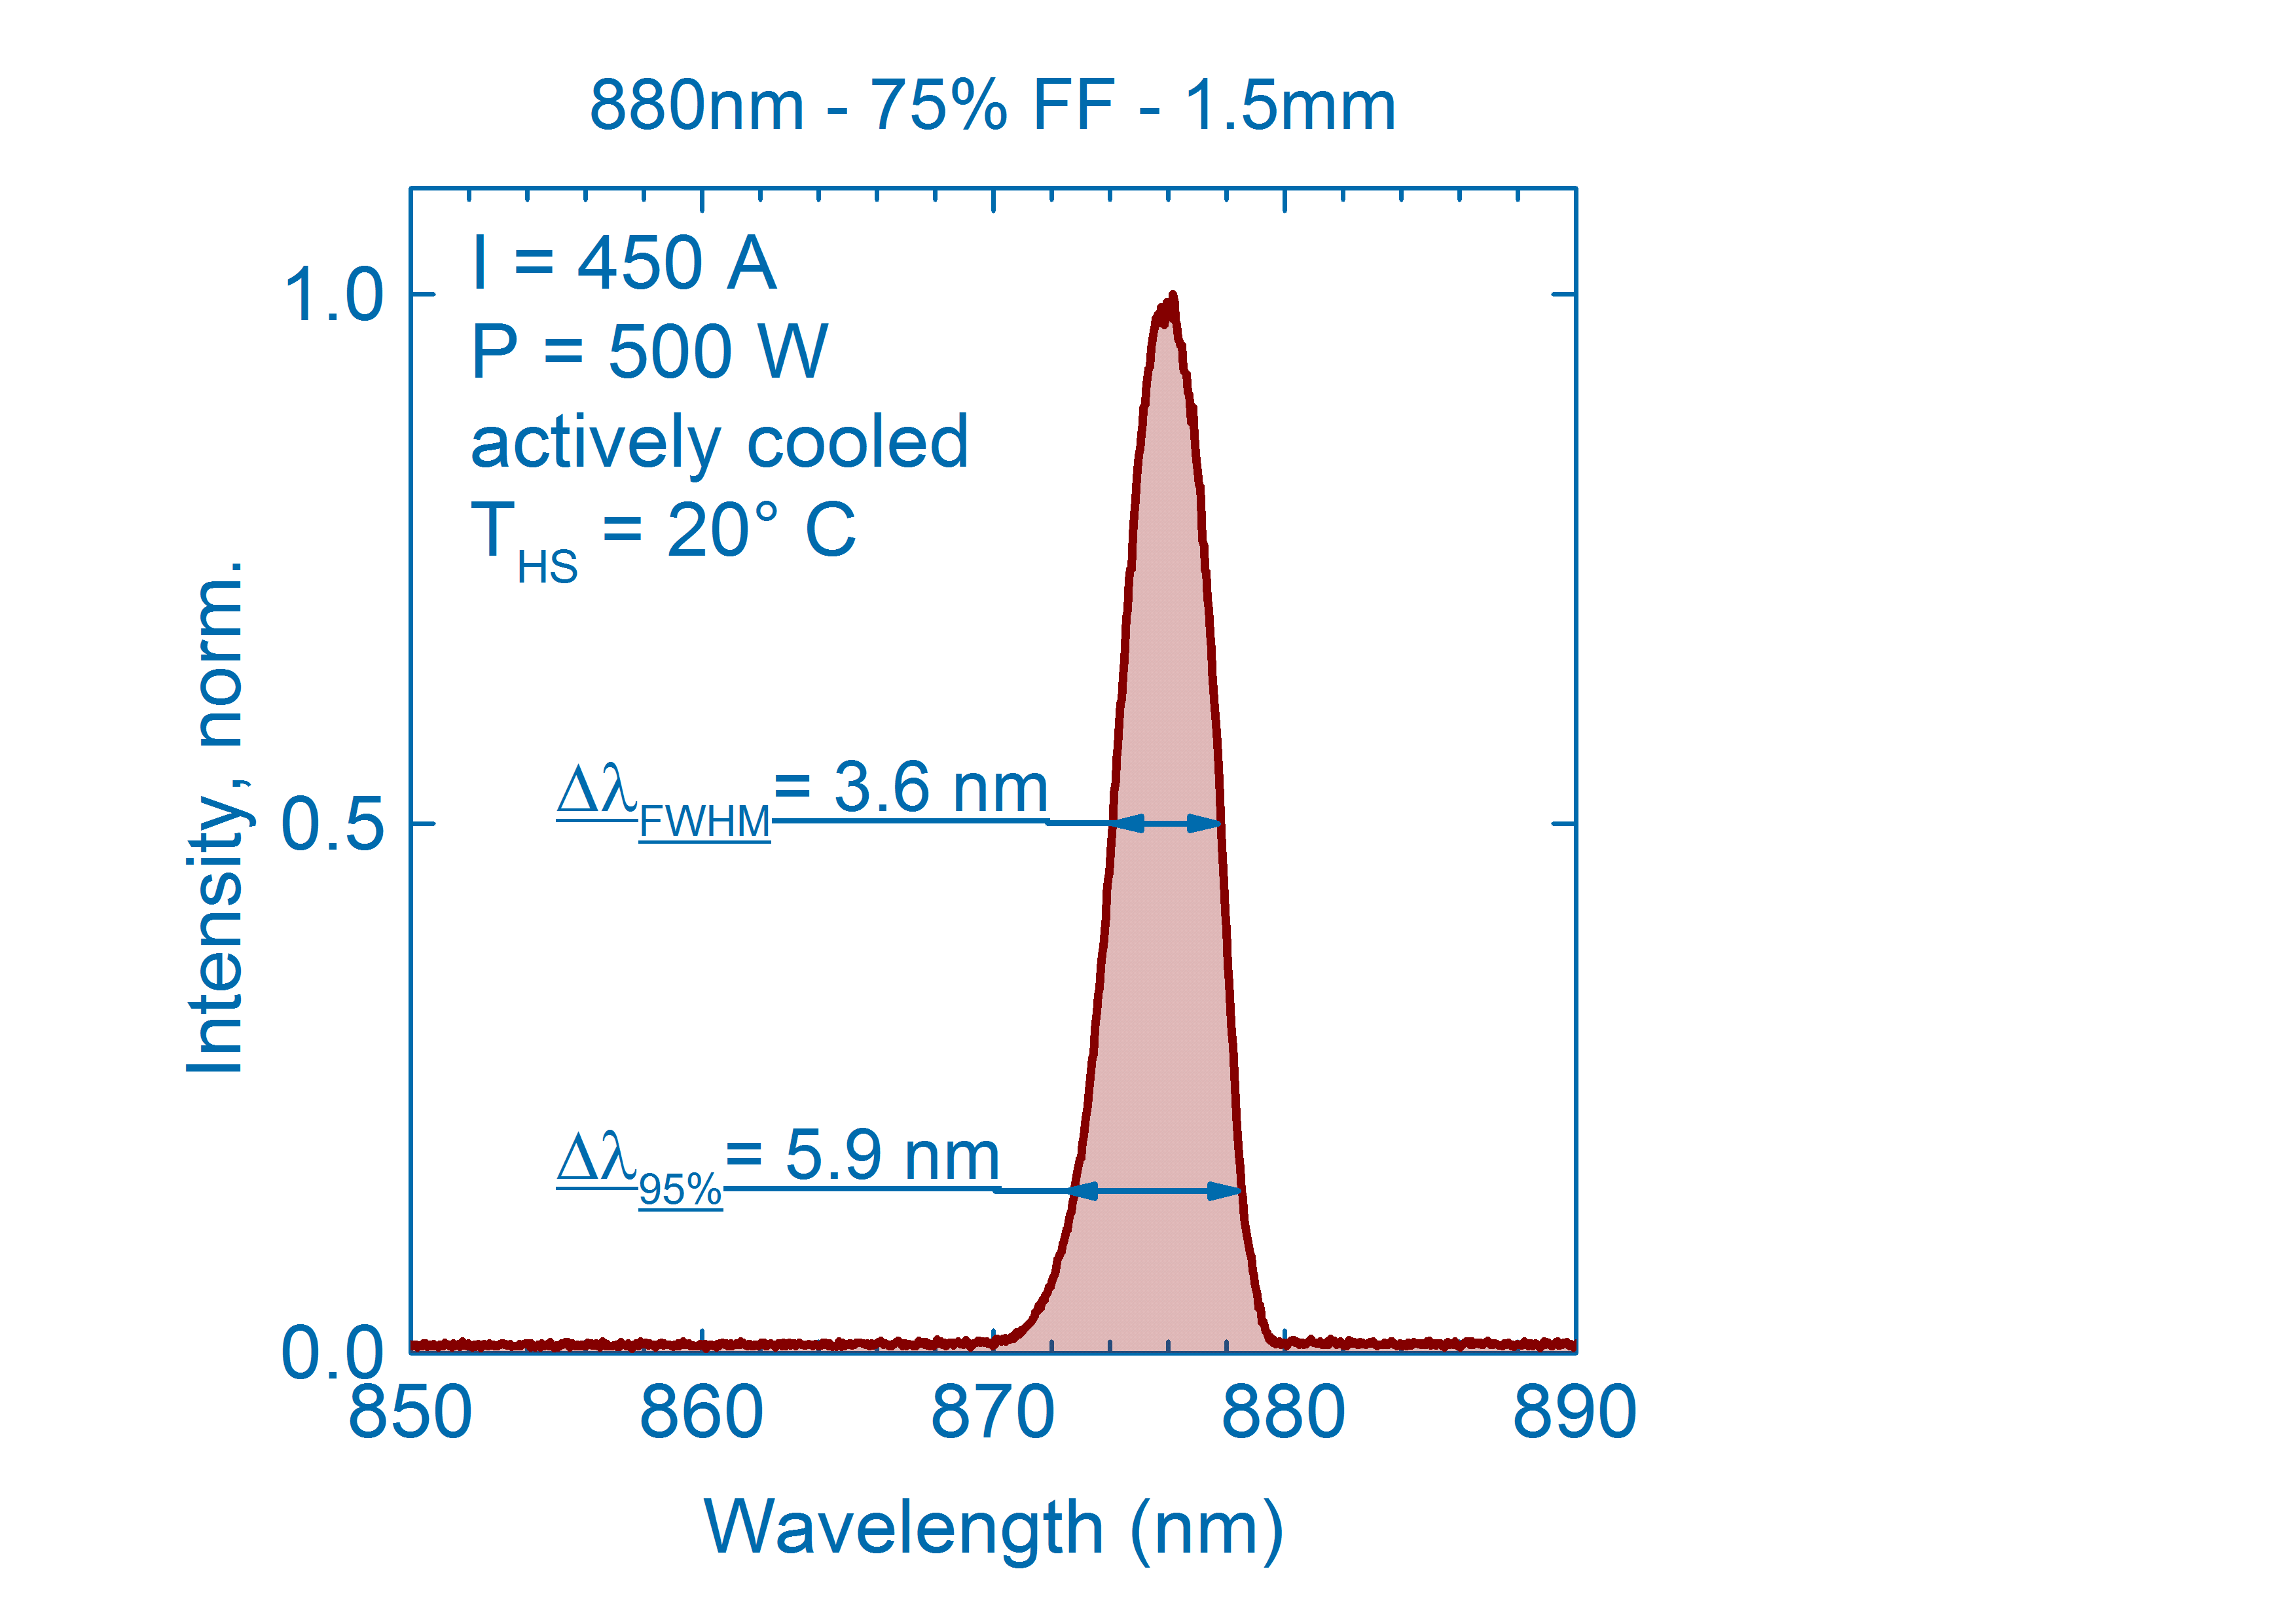 880nm - 75% FF - 1.5mm
I = 450 A
P = 500 W
actively cooled
T_HS = 20° C
1.0
0.5
0.0
Intensity, norm.
Δλ_FWHM = 3.6 nm
Δλ_95% = 5.9 nm
850 860 870 880 890
Wavelength (nm)